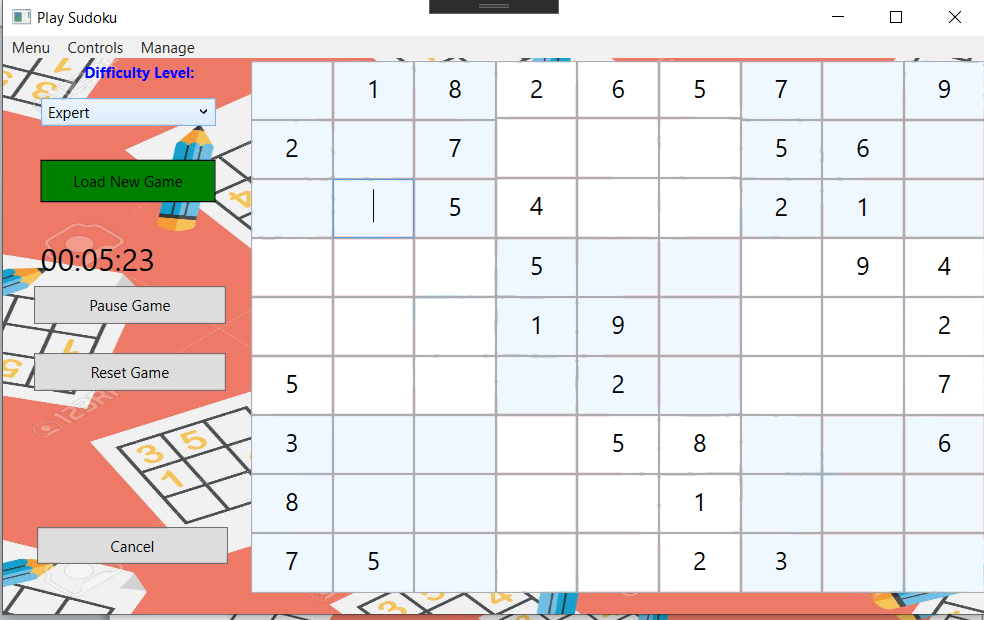 Play Sudoku
Menu Controls Manage
Difficulty Level:
Expert
Load New Game
00:05:23
Pause Game
Reset Game
Cancel
1 8 2 6 5 7 9
2 7 5 6
5 4 2 1
5 9 4
1 9 2
5 2 7
3 5 8 6
8 1
7 5 2 3